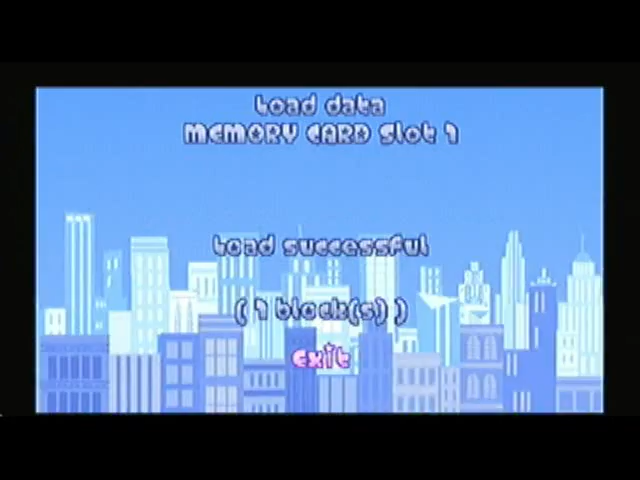 load data
MEMORY CARD slot 1
load successful
( 1 block(s) )
exit